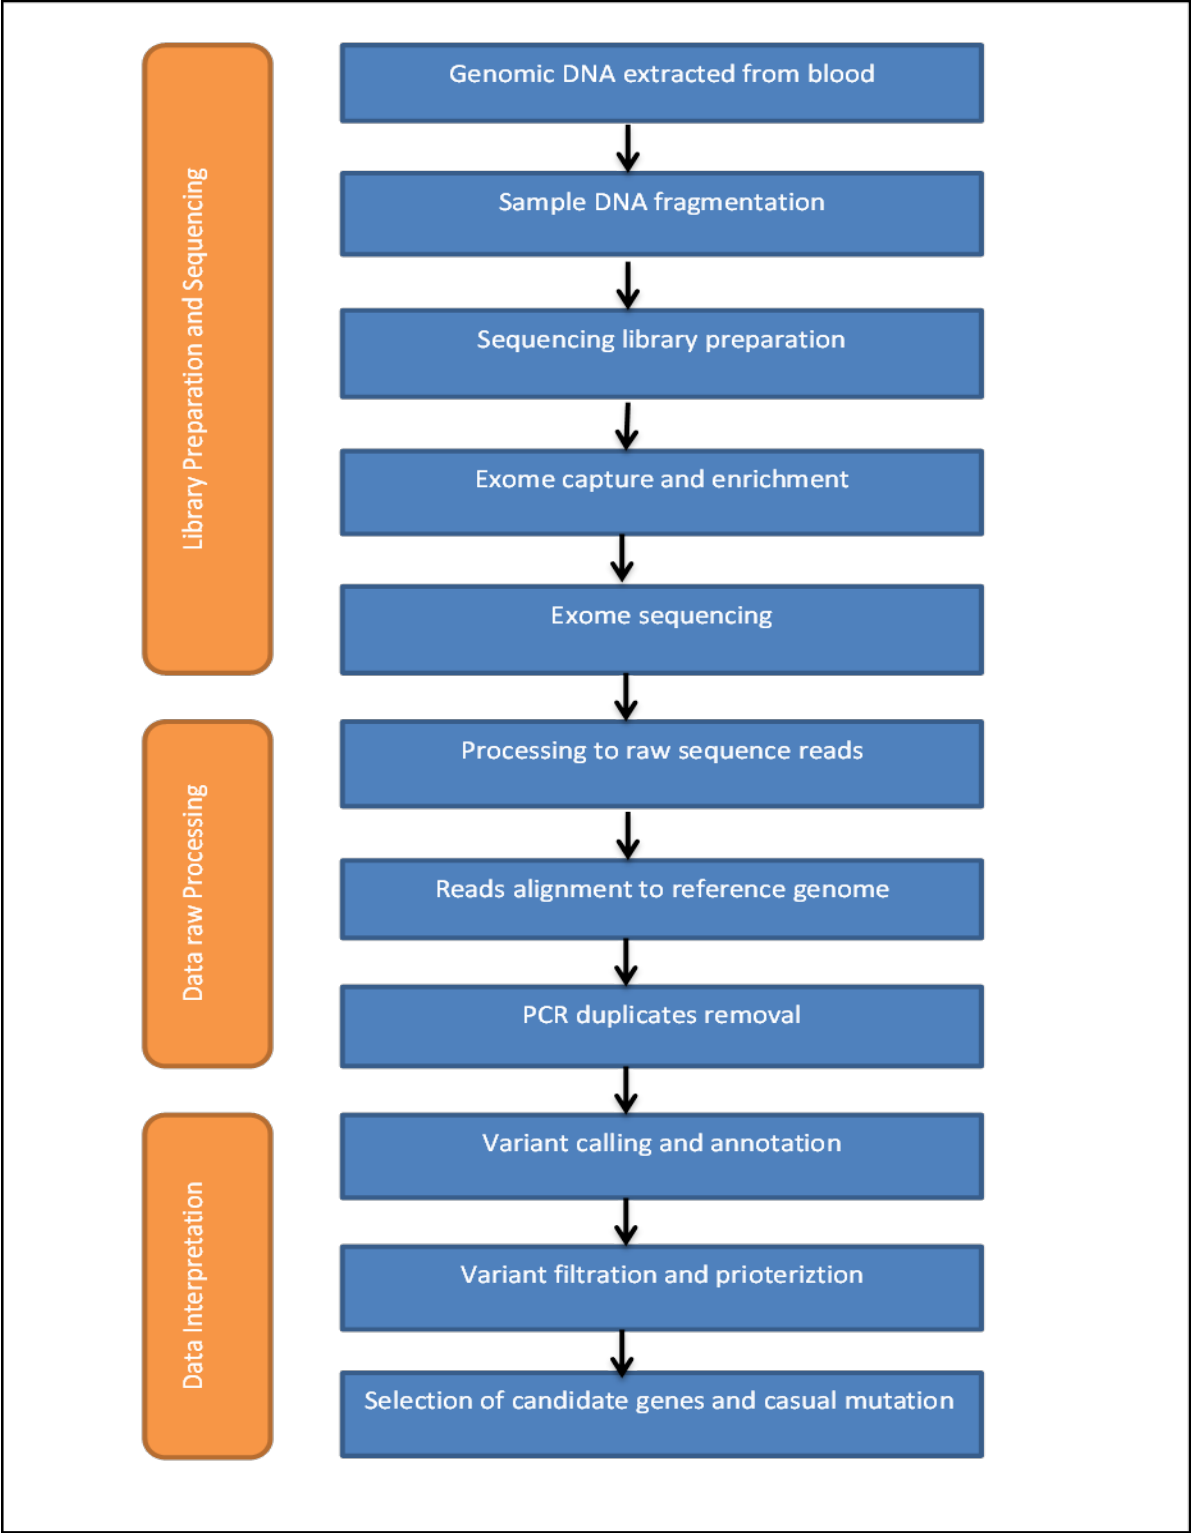 Library Preparation and Sequencing
Genomic DNA extracted from blood
Sample DNA fragmentation
Sequencing library preparation
Exome capture and enrichment
Exome sequencing
Data raw Processing
Processing to raw sequence reads
Reads alignment to reference genome
PCR duplicates removal
Data Interpretation
Variant calling and annotation
Variant filtration and prioteriztion
Selection of candidate genes and casual mutation